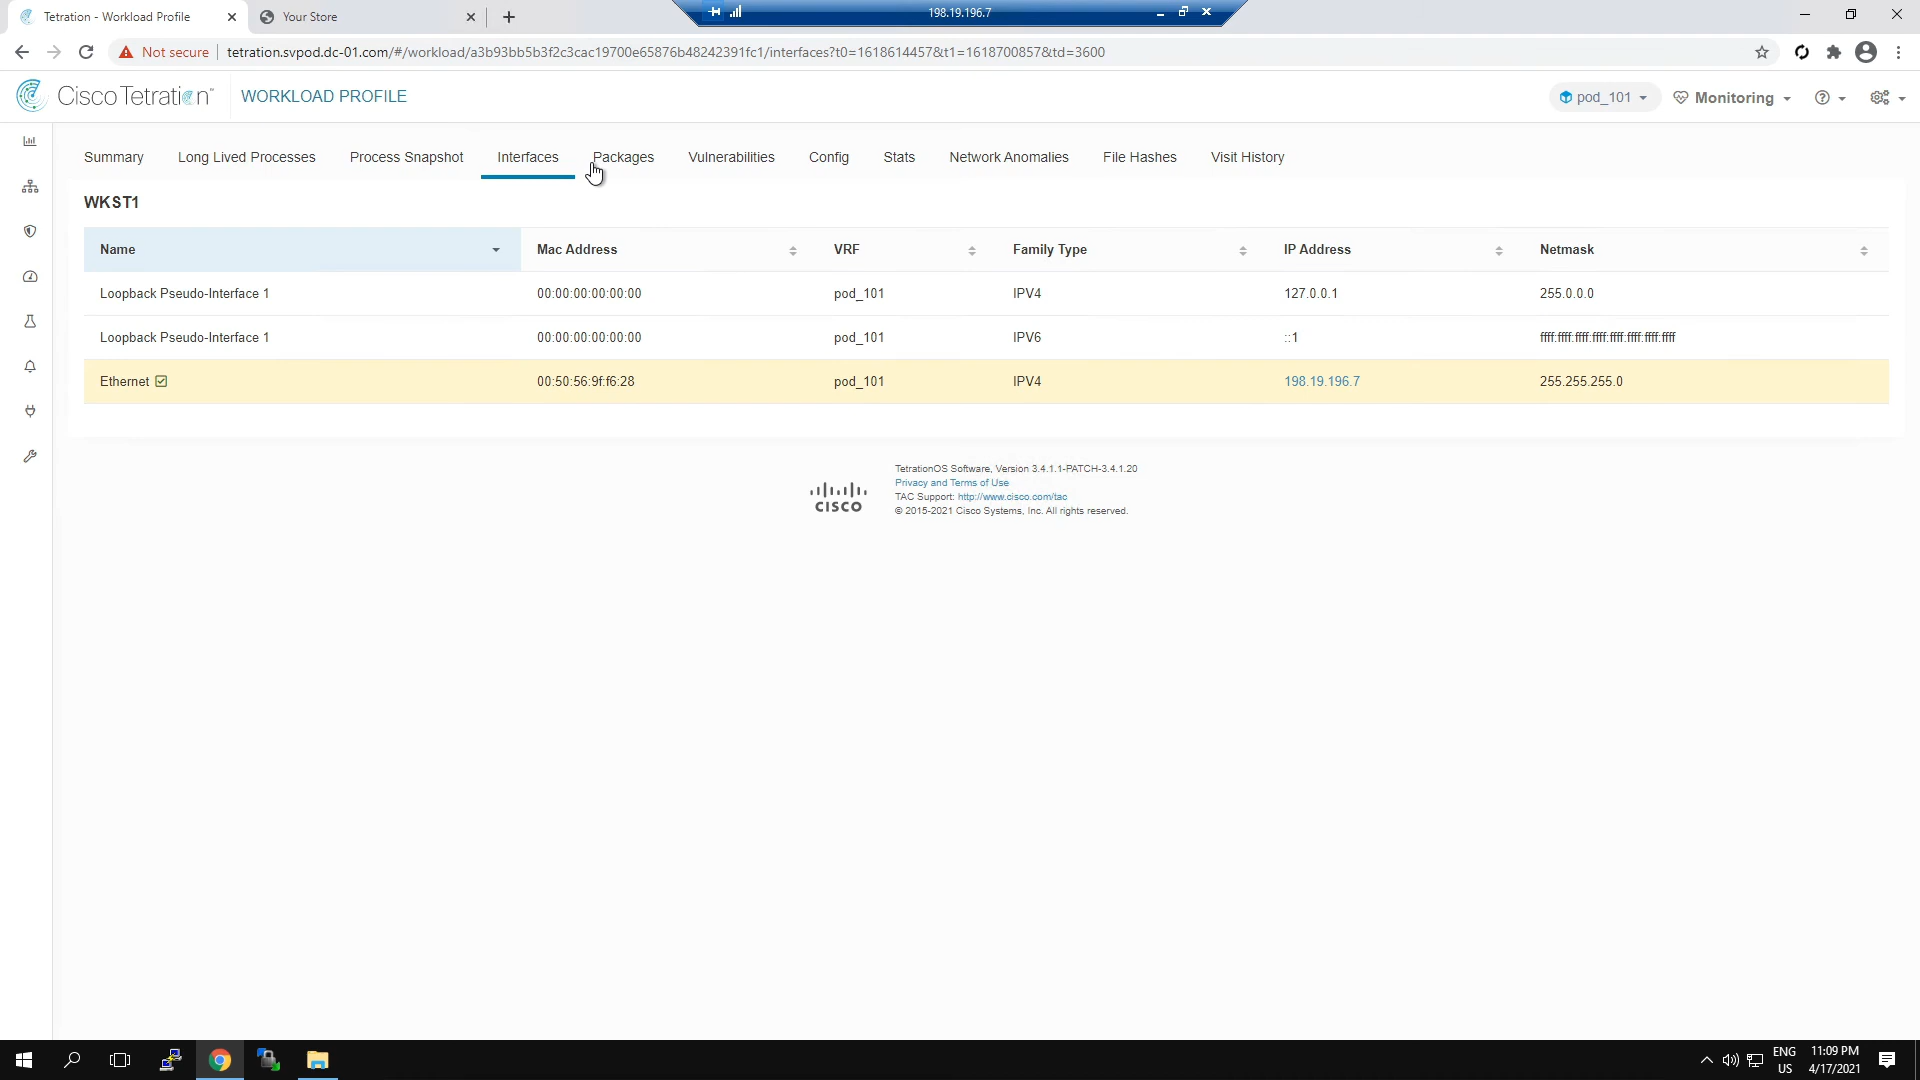 Tetration - Workload Profile
Your Store
198.19.196.7
Not secure
tetration.svpod.dc-01.com/#/workload/a3b93bb5b3f2c3cac19700e65876b48242391fc1/interfaces?t0=1618614457&t1=1618700857&td=3600
Cisco Tetration™
WORKLOAD PROFILE
pod_101
Monitoring
Summary
Long Lived Processes
Process Snapshot
Interfaces
Packages
Vulnerabilities
Config
Stats
Network Anomalies
File Hashes
Visit History
WKST1
Name Mac Address VRF Family Type IP Address Netmask
Loopback Pseudo-Interface 1 00:00:00:00:00:00 pod_101 IPV4 127.0.0.1 255.0.0.0
Loopback Pseudo-Interface 1 00:00:00:00:00:00 pod_101 IPV6 ::1 ffff:ffff:ffff:ffff:ffff:ffff:ffff:ffff
Ethernet 00:50:56:9f:f6:28 pod_101 IPV4 198.19.196.7 255.255.255.0
CISCO
TetrationOS Software, Version 3.4.1.1-PATCH-3.4.1.20
Privacy and Terms of Use
TAC Support: http://www.cisco.com/tac
© 2015-2021 Cisco Systems, Inc. All rights reserved.
ENG
US
11:09 PM
4/17/2021